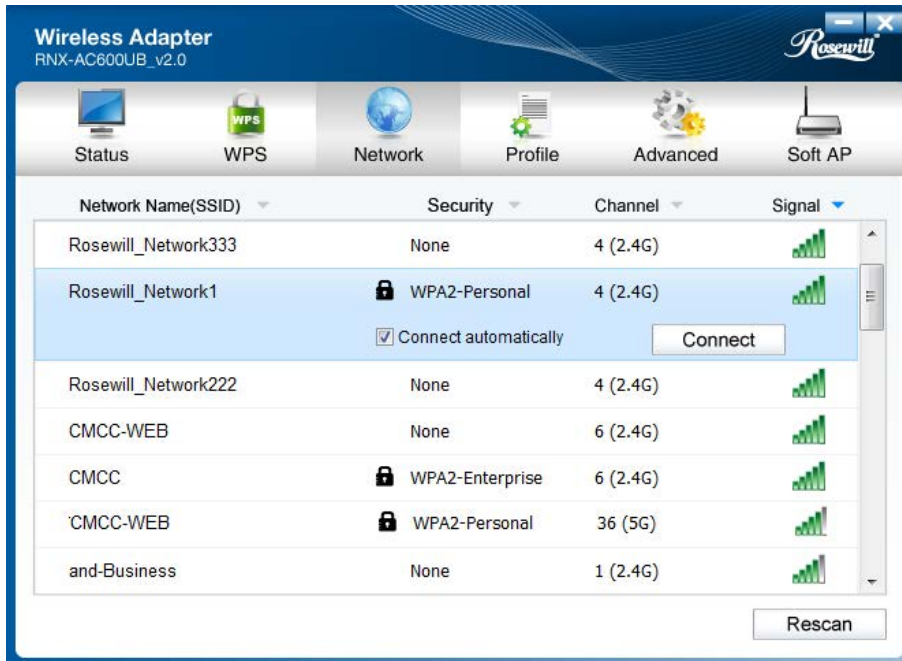 Wireless Adapter
RNX-AC600UB_v2.0
Rosewill
WPS
Status WPS Network Profile Advanced Soft AP
Network Name(SSID) Security Channel Signal
Rosewill_Network333 None 4 (2.4G)
Rosewill_Network1 WPA2-Personal 4 (2.4G)
Connect automatically Connect
Rosewill_Network222 None 4 (2.4G)
CMCC-WEB None 6 (2.4G)
CMCC WPA2-Enterprise 6 (2.4G)
CMCC-WEB WPA2-Personal 36 (5G)
and-Business None 1 (2.4G)
Rescan